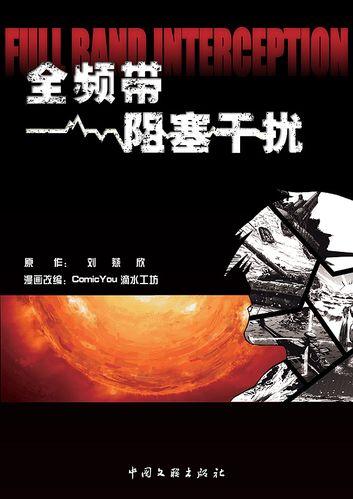 FULL BAND INTERCEPTION
全频带
阻塞干扰
原 作： 刘 慈 欣
漫画改编：ComicYou 滴水工坊
中国文联出版社